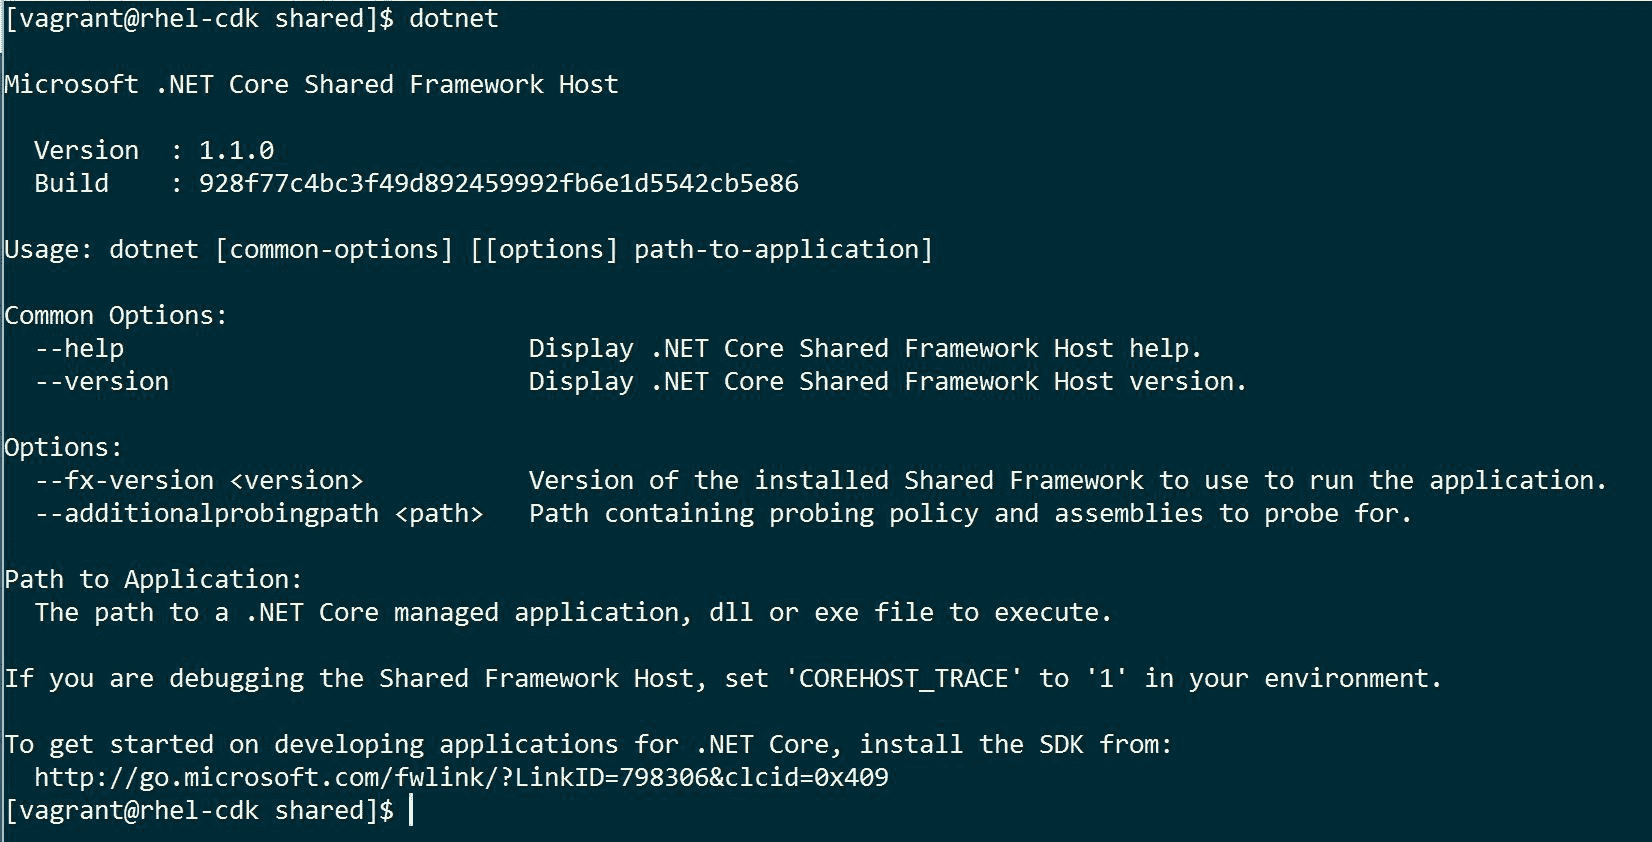 [vagrant@rhel-cdk shared]$ dotnet
Microsoft .NET Core Shared Framework Host
Version : 1.1.0
Build : 928f77c4bc3f49d892459992fb6e1d5542cb5e86
Usage: dotnet [common-options] [[options] path-to-application]
Common Options:
--help Display .NET Core Shared Framework Host help.
--version Display .NET Core Shared Framework Host version.
Options:
--fx-version <version> Version of the installed Shared Framework to use to run the application.
--additionalprobingpath <path> Path containing probing policy and assemblies to probe for.
Path to Application:
The path to a .NET Core managed application, dll or exe file to execute.
If you are debugging the Shared Framework Host, set 'COREHOST_TRACE' to '1' in your environment.
To get started on developing applications for .NET Core, install the SDK from:
http://go.microsoft.com/fwlink/?LinkID=798306&clcid=0x409
[vagrant@rhel-cdk shared]$